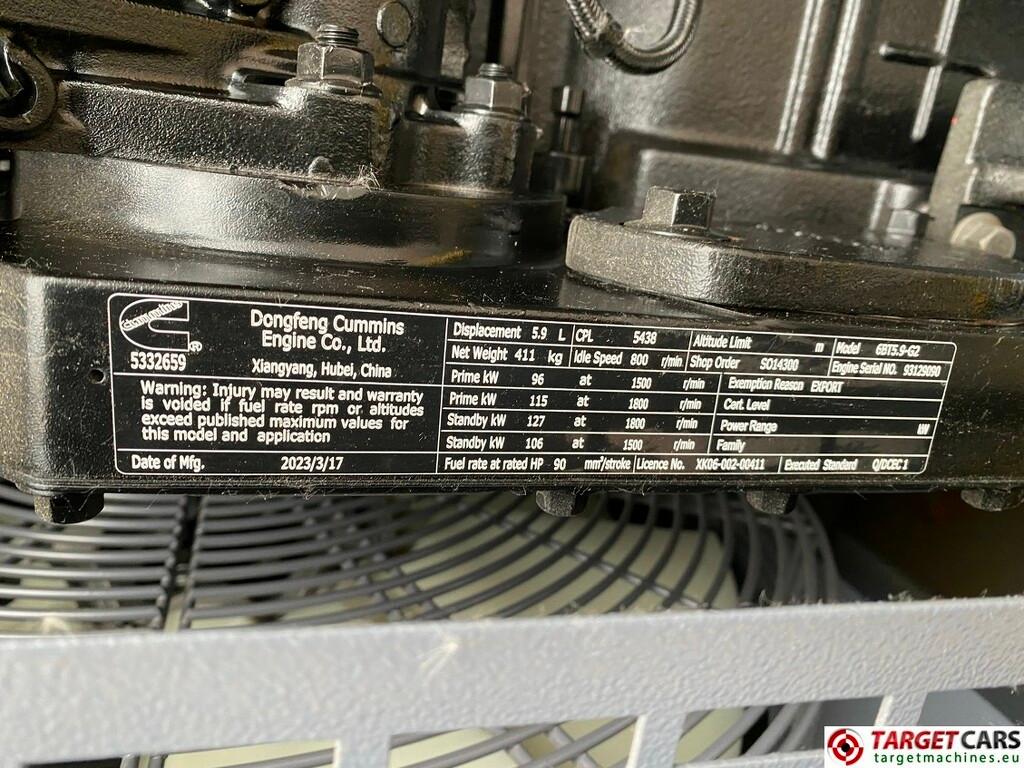 Cummins
®
5332659
Dongfeng Cummins
Engine Co., Ltd.
Xiangyang, Hubei, China
Warning: Injury may result and warranty
is volded if fuel rate rpm or altitudes
exceed published maximum values for
this model and application
Date of Mfg. 2023/3/17
Displacement 5.9 L CPL 5438 Altitude Limit m Model 6BT5.9-G2
Net Weight 411 kg Idle Speed 800 r/min Shop Order SO14300 Engine Serial NO. 93129090
Prime kW 96 at 1500 r/min Exemption Reason EXPORT
Prime kW 115 at 1800 r/min Cert. Level
Standby kW 127 at 1800 r/min Power Range kW
Standby kW 106 at 1500 r/min Family
Fuel rate at rated HP 90 mm³/stroke Licence No. XK06-002-00411 Executed Standard Q/DCEC 1
TARGETCARS
targetmachines.eu